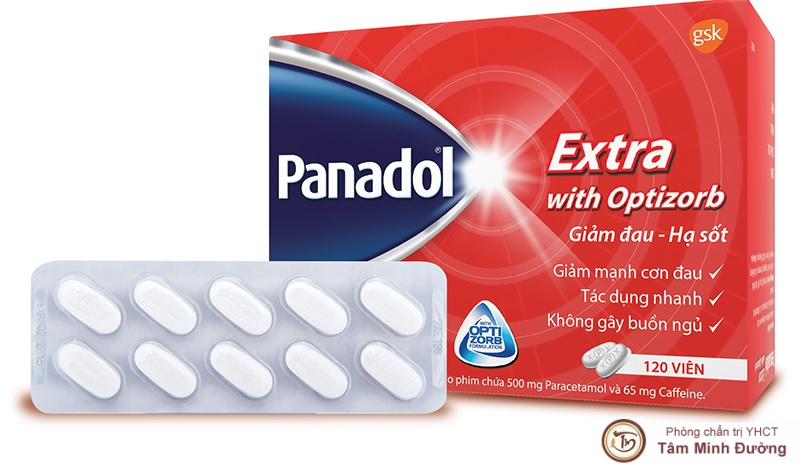 gsk
Panadol®
Extra
with Optizorb
Giảm đau - Hạ sốt
Giảm mạnh cơn đau ✓
Tác dụng nhanh ✓
Không gây buồn ngủ ✓
WITH
OPTI
ZORB
FORMULATION
120 VIÊN
phim chứa 500 mg Paracetamol và 65 mg Caffeine.
Phòng chẩn trị YHCT
Tâm Minh Đường